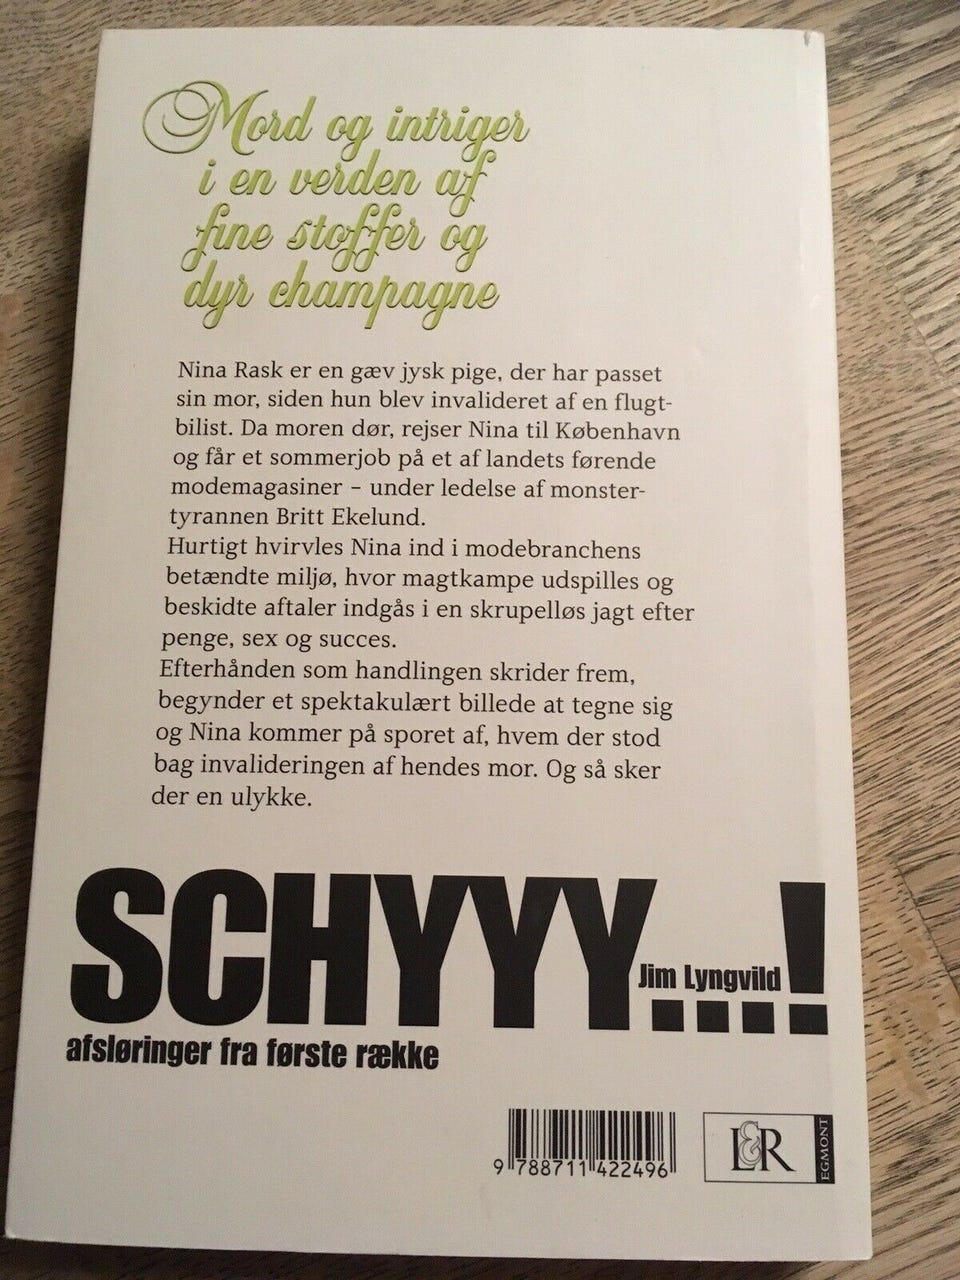 Mord og intriger
i en verden af
fine stoffer og
dyr champagne
Nina Rask er en gæv jysk pige, der har passet
sin mor, siden hun blev invalideret af en flugt-
bilist. Da moren dør, rejser Nina til København
og får et sommerjob på et af landets førende
modemagasiner – under ledelse af monster-
tyrannen Britt Ekelund.
Hurtigt hvirvles Nina ind i modebranchens
betændte miljø, hvor magtkampe udspilles og
beskidte aftaler indgås i en skrupelløs jagt efter
penge, sex og succes.
Efterhånden som handlingen skrider frem,
begynder et spektakulært billede at tegne sig
og Nina kommer på sporet af, hvem der stod
bag invalideringen af hendes mor. Og så sker
der en ulykke.
SCHYYY...!
Jim Lyngvild
afsløringer fra første række
9 788711 422496
L&R
EGMONT